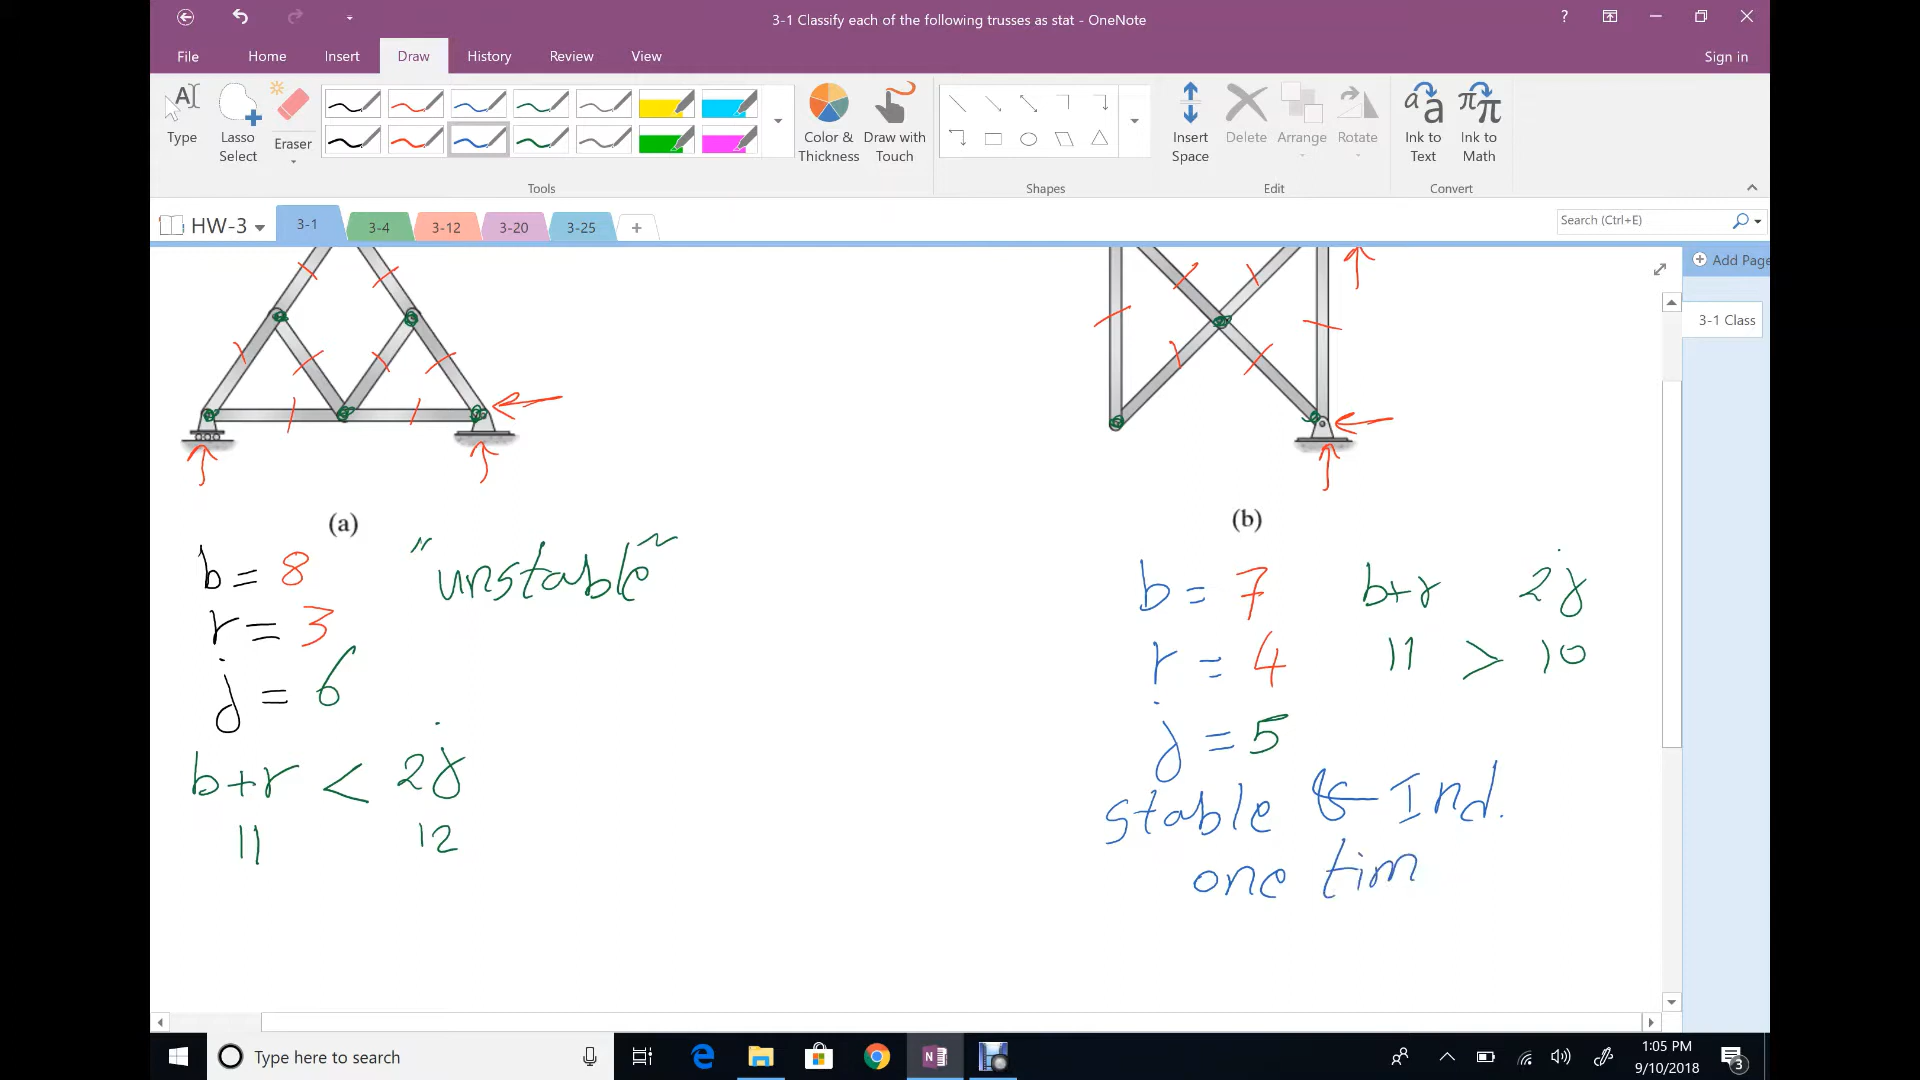 3-1 Classify each of the following trusses as stat - OneNote
?
File Home Insert Draw History Review View
Sign in
Type
Lasso Select
Eraser
Color & Thickness
Draw with Touch
Insert Space
Delete
Arrange
Rotate
Ink to Text
Ink to Math
Tools
Shapes
Edit
Convert
HW-3
3-1
3-4
3-12
3-20
3-25
+
Search (Ctrl+E)
Add Page
3-1 Class
(a)
b = 8
"unstable"
r = 3
j = 6
b+r < 2j
11 12
(b)
b = 7 b+r 2j
r = 4 11 > 10
j = 5
stable & Ind.
one tim
Type here to search
1:05 PM
9/10/2018
3